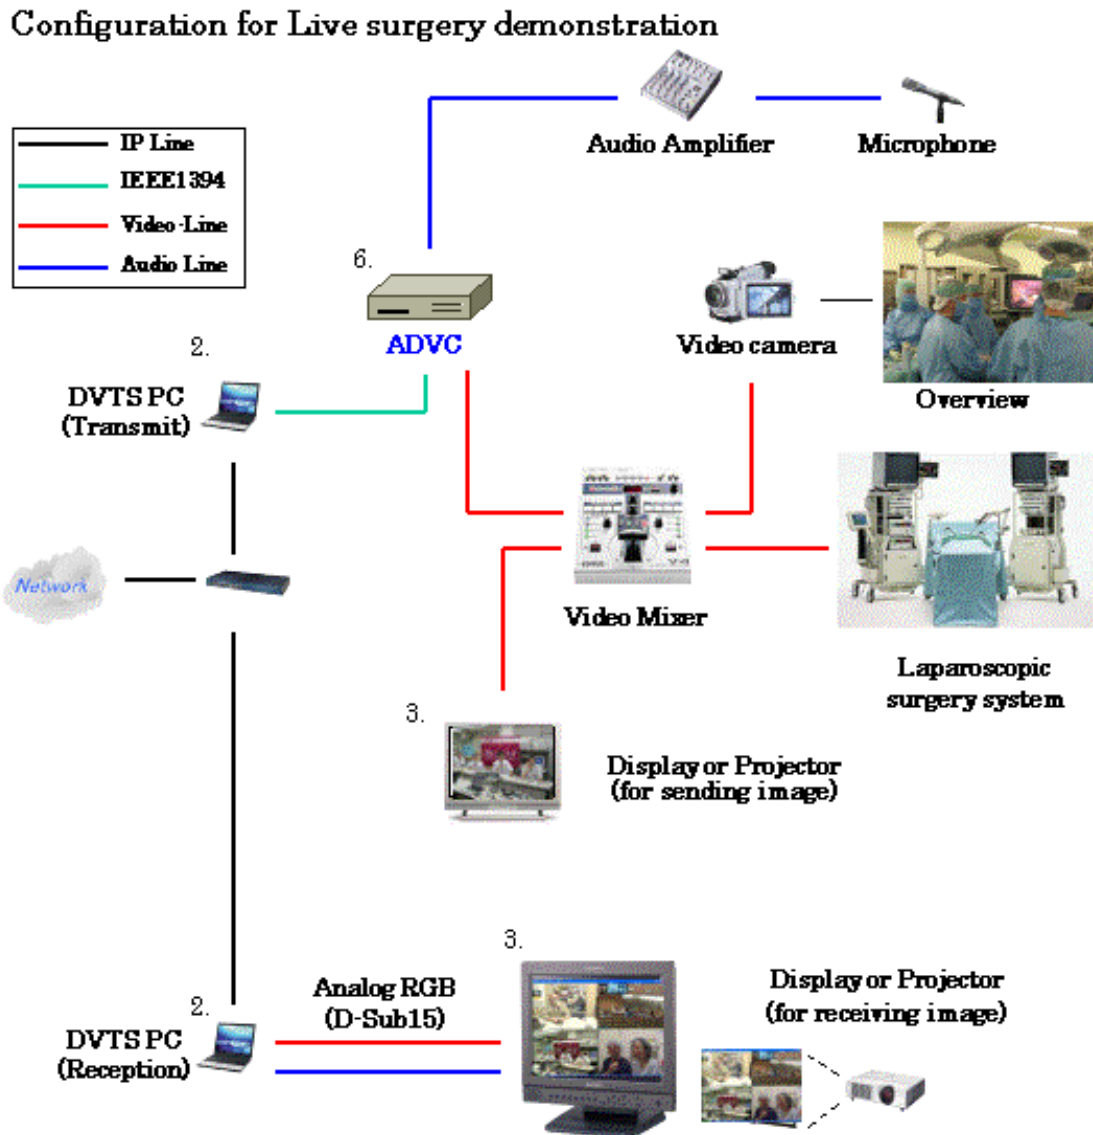 Configuration for Live surgery demonstration
IP Line
IEEE1394
Video-Line
Audio Line
Audio Amplifier
Microphone
6.
ADVC
Video camera
Overview
2.
DVTS PC
(Transmit)
Network
Video Mixer
Laparoscopic
surgery system
3.
Display or Projector
(for sending image)
3.
2.
DVTS PC
(Reception)
Analog RGB
(D-Sub15)
Display or Projector
(for receiving image)